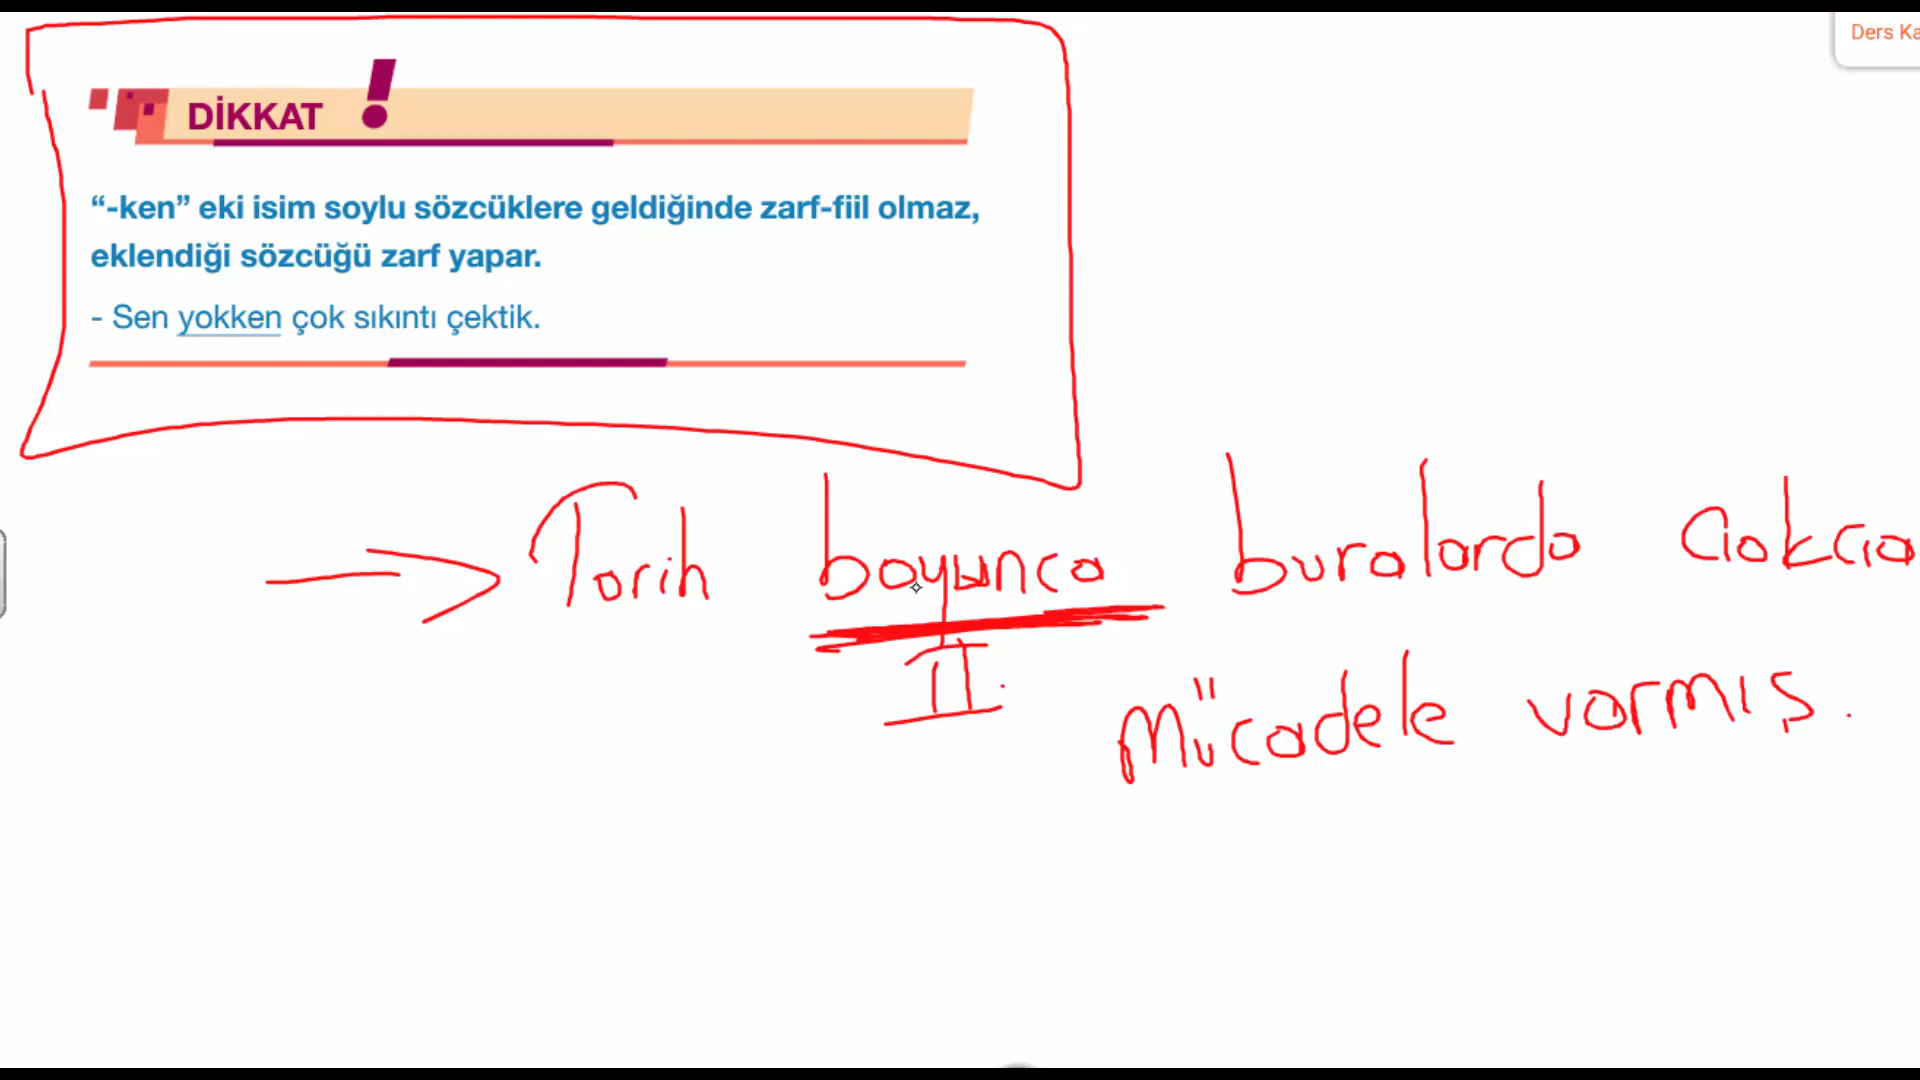 Ders Ka
DİKKAT !
“-ken” eki isim soylu sözcüklere geldiğinde zarf-fiil olmaz,
eklendiği sözcüğü zarf yapar.
- Sen yokken çok sıkıntı çektik.
Tarih boyunca buralarda
II.
Mücadele varmış.